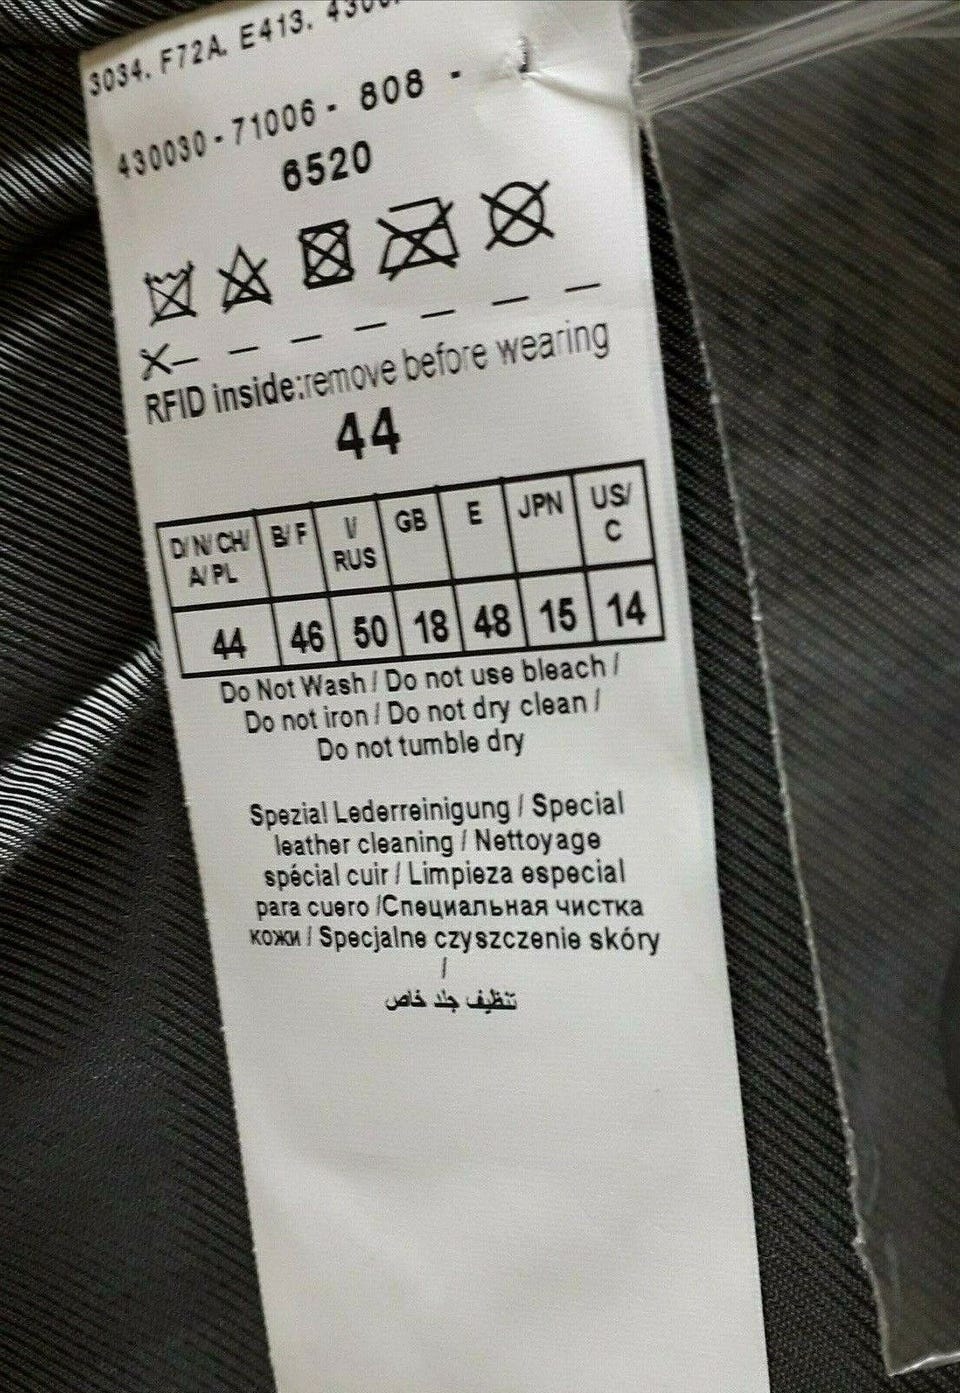 3034. F72A. E413.
430030-71006- 808 -
6520
RFID inside:remove before wearing
44
D/N/CH/ A/PL B/F I/ RUS GB E JPN US/ C
44 46 50 18 48 15 14
Do Not Wash / Do not use bleach /
Do not iron / Do not dry clean /
Do not tumble dry
Spezial Lederreinigung / Special
leather cleaning / Nettoyage
spécial cuir / Limpieza especial
para cuero /Специальная чистка
кожи / Specjalne czyszczenie skóry
/
تنظيف جلد خاص